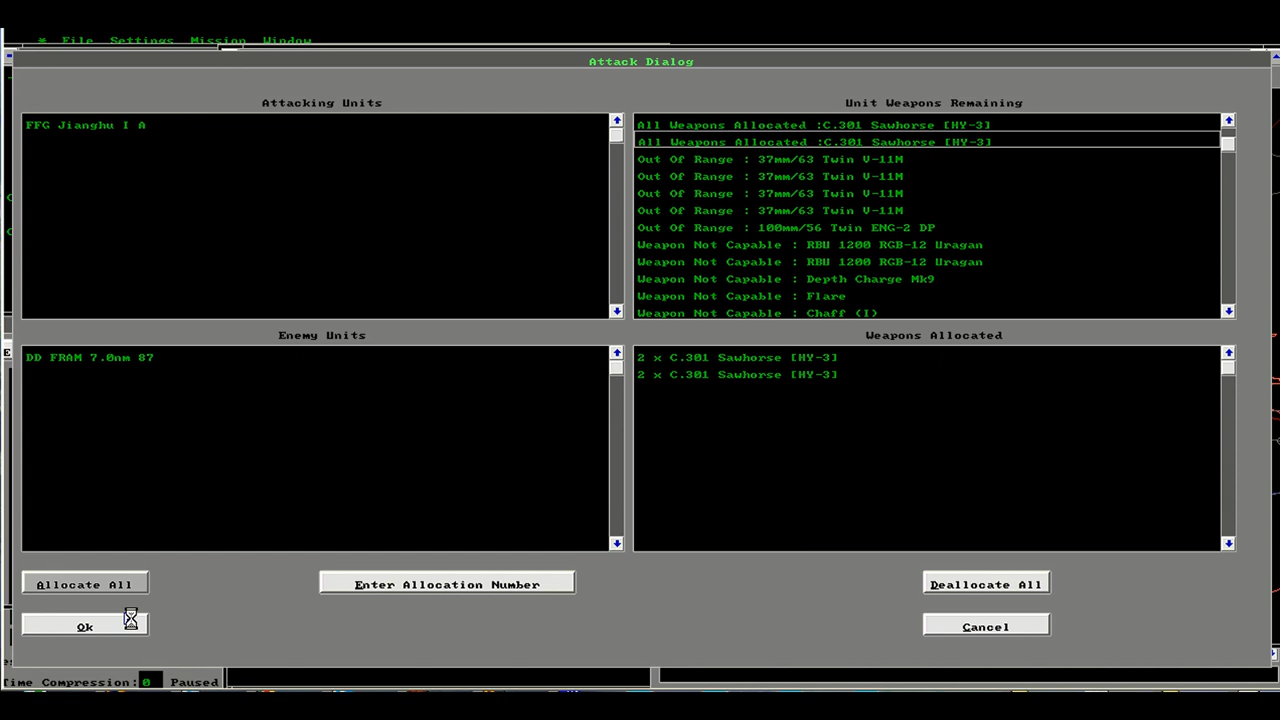 * File Settings Mission Window
Attack Dialog
Attacking Units
FFG Jianghu I A
Unit Weapons Remaining
All Weapons Allocated :C.301 Sawhorse [HY-3]
All Weapons Allocated :C.301 Sawhorse [HY-3]
Out Of Range : 37mm/63 Twin V-11M
Out Of Range : 37mm/63 Twin V-11M
Out Of Range : 37mm/63 Twin V-11M
Out Of Range : 37mm/63 Twin V-11M
Out Of Range : 100mm/56 Twin ENG-2 DP
Weapon Not Capable : RBU 1200 RGB-12 Uragan
Weapon Not Capable : RBU 1200 RGB-12 Uragan
Weapon Not Capable : Depth Charge Mk9
Weapon Not Capable : Flare
Weapon Not Capable : Chaff (I)
Enemy Units
DD FRAM 7.0nm 87
Weapons Allocated
2 x C.301 Sawhorse [HY-3]
2 x C.301 Sawhorse [HY-3]
Allocate All
Enter Allocation Number
Deallocate All
Ok
Cancel
Time Compression: 0 Paused